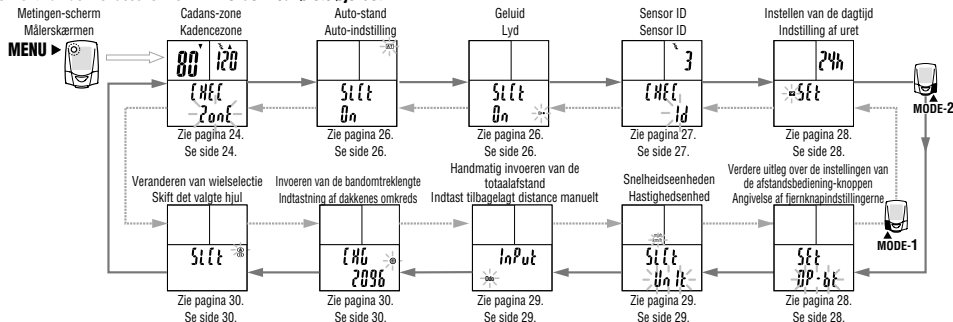 Metingen-scherm
Målerskærmen
MENU
Cadans-zone
Kadencezone
80 120
CHEC
ZonE
Zie pagina 24.
Se side 24.
Auto-stand
Auto-indstilling
AT
SLCt
On
Zie pagina 26.
Se side 26.
Geluid
Lyd
SLCt
On
Zie pagina 26.
Se side 26.
Sensor ID
Sensor ID
3
CHEC
Id
Zie pagina 27.
Se side 27.
Instellen van de dagtijd
Indstilling af uret
24h
SEt
Zie pagina 28.
Se side 28.
MODE-2
Veranderen van wielselectie
Skift det valgte hjul
SLCt
Zie pagina 30.
Se side 30.
Invoeren van de bandomtreklengte
Indtastning af dakkenes omkreds
CHG
2096
Zie pagina 30.
Se side 30.
Handmatig invoeren van de
totaalafstand
Indtast tilbagelagt distance manuelt
InPut
Odo
Zie pagina 29.
Se side 29.
Snelheidseenheden
Hastighedsenhed
SLCt
UnIt
Zie pagina 29.
Se side 29.
Verdere uitleg over de instellingen van
de afstandsbediening-knoppen
Angivelse af fjernknapindstillingerne
SEt
OP-bt
Zie pagina 28.
Se side 28.
MODE-1